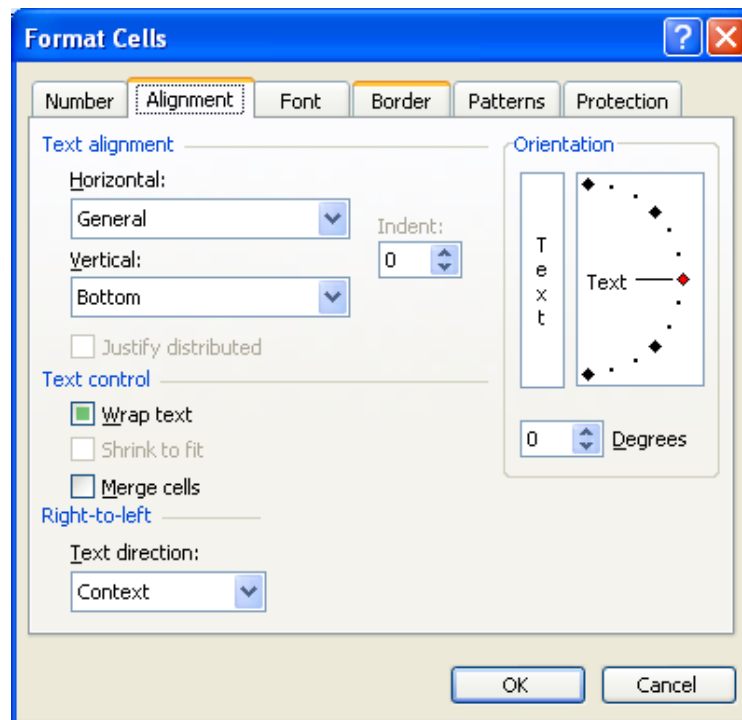 Format Cells
?
Number Alignment Font Border Patterns Protection
Text alignment
Horizontal:
General
Indent:
0
Vertical:
Bottom
Justify distributed
Text control
Wrap text
Shrink to fit
Merge cells
Right-to-left
Text direction:
Context
Orientation
T
e
x
t
Text
0 Degrees
OK Cancel